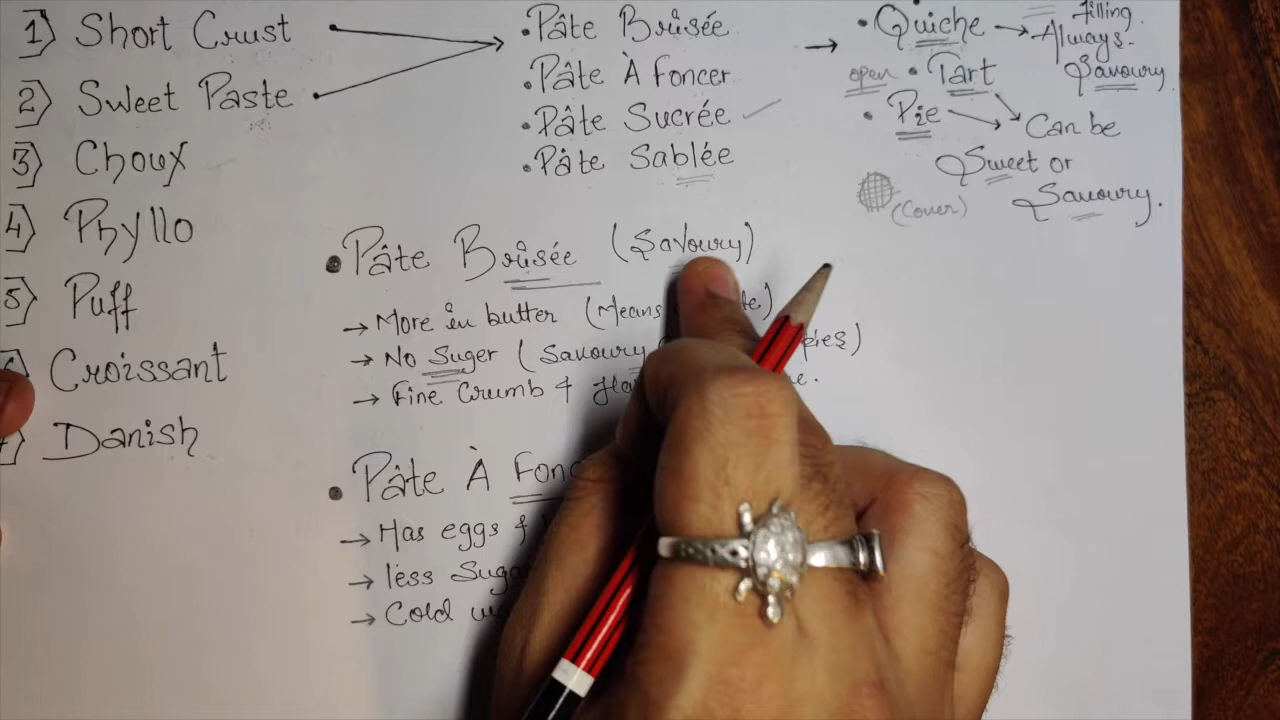 1) Short Crust
2) Sweet Paste
3) Choux
4) Phyllo
5) Puff
Croissant
Danish
• Pâte Brisée
• Pâte À Foncer
• Pâte Sucrée
• Pâte Sablée
→ • Quiche → filling Always Savoury
open • Tart
• Pie → Can be
Sweet or
Savoury.
(Cover)
• Pâte Brusée (Savoury)
→ More in butter (Means
→ No Suger (Savoury pies)
→ Fine Crumb &
• Pâte À Fonc
→ Has eggs &
→ less Suga
→ Cold